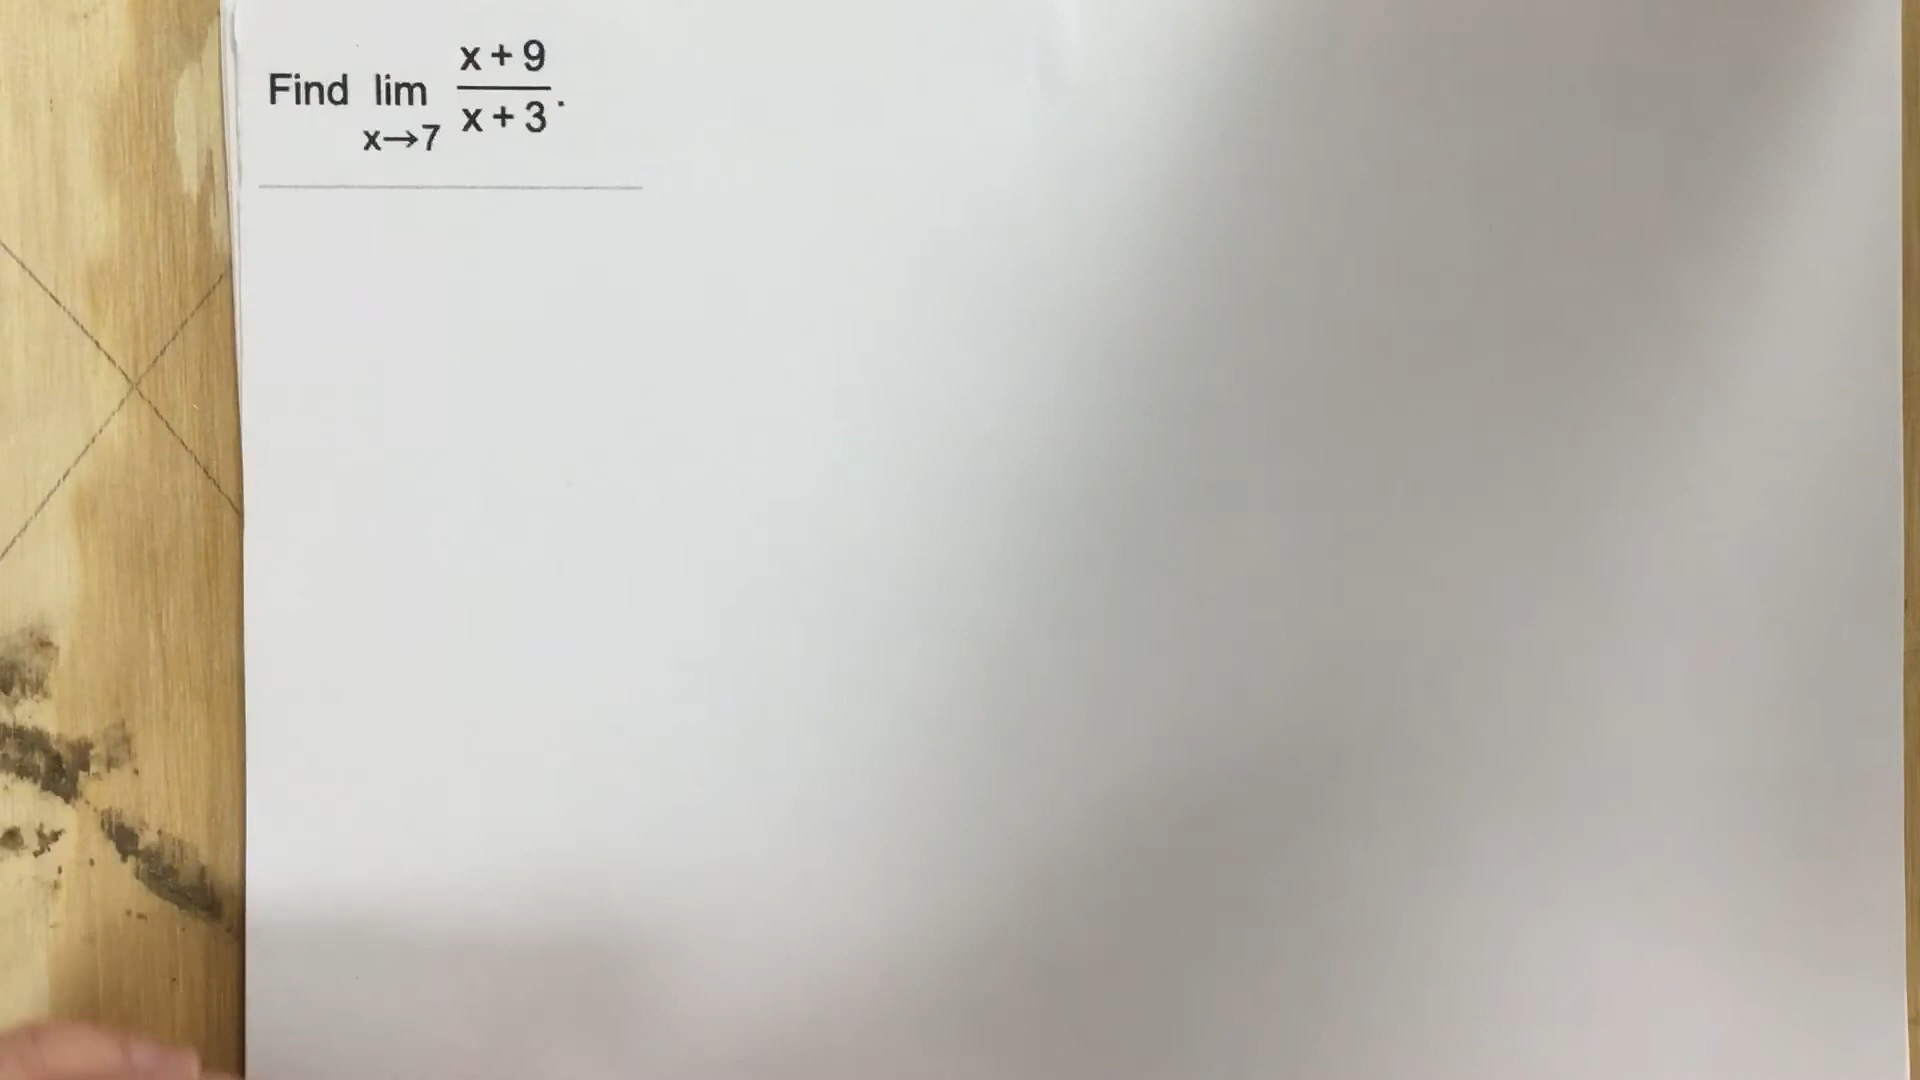 x + 9
Find lim ―――.
x + 3
x→7